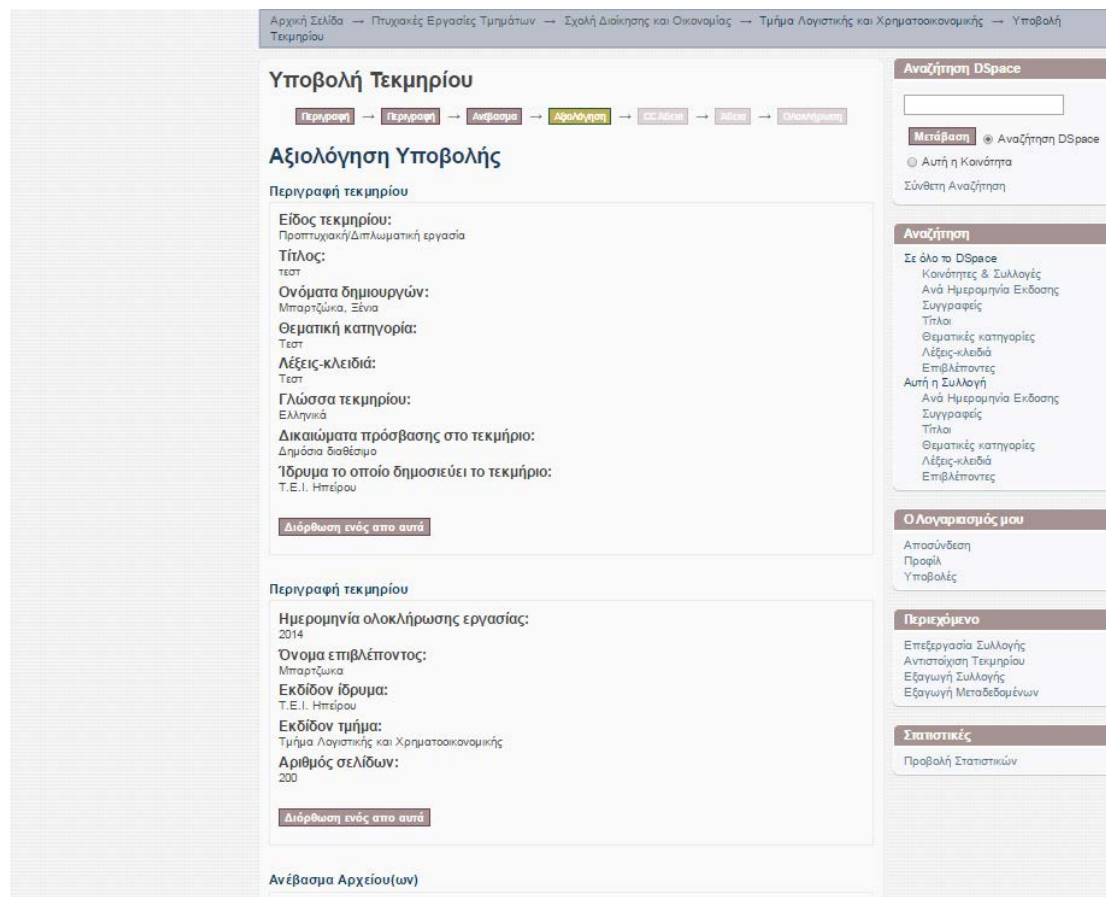 Αρχική Σελίδα → Πτυχιακές Εργασίες Τμημάτων → Σχολή Διοίκησης και Οικονομίας → Τμήμα Λογιστικής και Χρηματοοικονομικής → Υποβολή
Τεκμηρίου
Υποβολή Τεκμηρίου
Περιγραφή → Περιγραφή → Ανέβασμα → Αξιολόγηση → CC Άδεια → Άδεια → Ολοκλήρωση
Αξιολόγηση Υποβολής
Περιγραφή τεκμηρίου
Είδος τεκμηρίου:
Προπτυχιακή/Διπλωματική εργασία
Τίτλος:
τεστ
Ονόματα δημιουργών:
Μπαρτζώκα, Ξένια
Θεματική κατηγορία:
Τεστ
Λέξεις-κλειδιά:
Τεστ
Γλώσσα τεκμηρίου:
Ελληνικά
Δικαιώματα πρόσβασης στο τεκμήριο:
Δημόσια διαθέσιμο
Ίδρυμα το οποίο δημοσιεύει το τεκμήριο:
Τ.Ε.Ι. Ηπείρου
Διόρθωση ενός απο αυτά
Περιγραφή τεκμηρίου
Ημερομηνία ολοκλήρωσης εργασίας:
2014
Όνομα επιβλέποντος:
Μπαρτζωκα
Εκδίδον ίδρυμα:
Τ.Ε.Ι. Ηπείρου
Εκδίδον τμήμα:
Τμήμα Λογιστικής και Χρηματοοικονομικής
Αριθμός σελίδων:
200
Διόρθωση ενός απο αυτά
Ανέβασμα Αρχείου(ων)
Αναζήτηση DSpace
Μετάβαση Αναζήτηση DSpace
Αυτή η Κοινότητα
Σύνθετη Αναζήτηση
Αναζήτηση
Σε όλο το DSpace
Κοινότητες & Συλλογές
Ανά Ημερομηνία Εκδοσης
Συγγραφείς
Τίτλοι
Θεματικές κατηγορίες
Λέξεις-κλειδιά
Επιβλέποντες
Αυτή η Συλλογή
Ανά Ημερομηνία Εκδοσης
Συγγραφείς
Τίτλοι
Θεματικές κατηγορίες
Λέξεις-κλειδιά
Επιβλέποντες
Ο Λογαριασμός μου
Αποσύνδεση
Προφίλ
Υποβολές
Περιεχόμενο
Επεξεργασία Συλλογής
Αντιστοίχιση Τεκμηρίου
Εξαγωγή Συλλογής
Εξαγωγή Μεταδεδομένων
Στατιστικές
Προβολή Στατιστικών